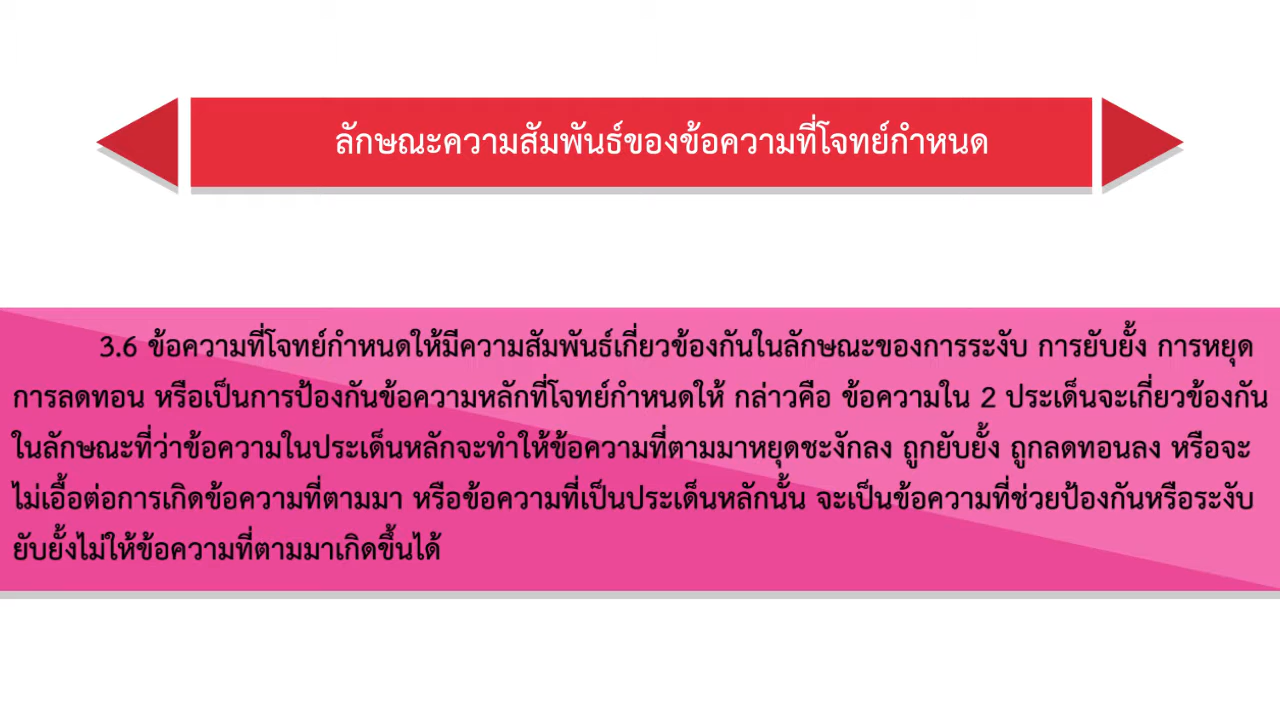 ลักษณะความสัมพันธ์ของข้อความที่โจทย์กำหนด
3.6 ข้อความที่โจทย์กำหนดให้มีความสัมพันธ์เกี่ยวข้องกันในลักษณะของการระงับ การยับยั้ง การหยุด
การลดทอน หรือเป็นการป้องกันข้อความหลักที่โจทย์กำหนดให้ กล่าวคือ ข้อความใน 2 ประเด็นจะเกี่ยวข้องกัน
ในลักษณะที่ว่าข้อความในประเด็นหลักจะทำให้ข้อความที่ตามมาหยุดชะงักลง ถูกยับยั้ง ถูกลดทอนลง หรือจะ
ไม่เอื้อต่อการเกิดข้อความที่ตามมา หรือข้อความที่เป็นประเด็นหลักนั้น จะเป็นข้อความที่ช่วยป้องกันหรือระงับ
ยับยั้งไม่ให้ข้อความที่ตามมาเกิดขึ้นได้